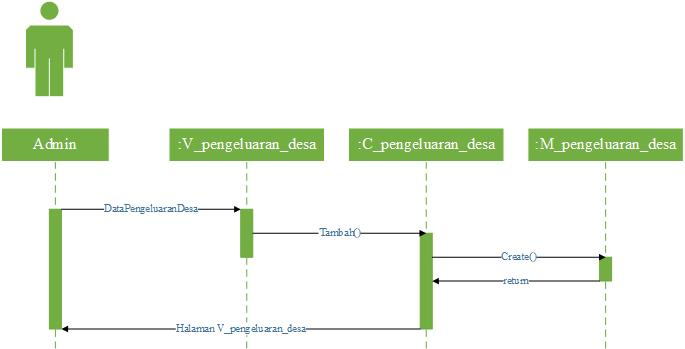 Admin
:V_pengeluaran_desa
:C_pengeluaran_desa
:M_pengeluaran_desa
DataPengeluaranDesa
Tambah()
Create()
return
Halaman V_pengeluaran_desa